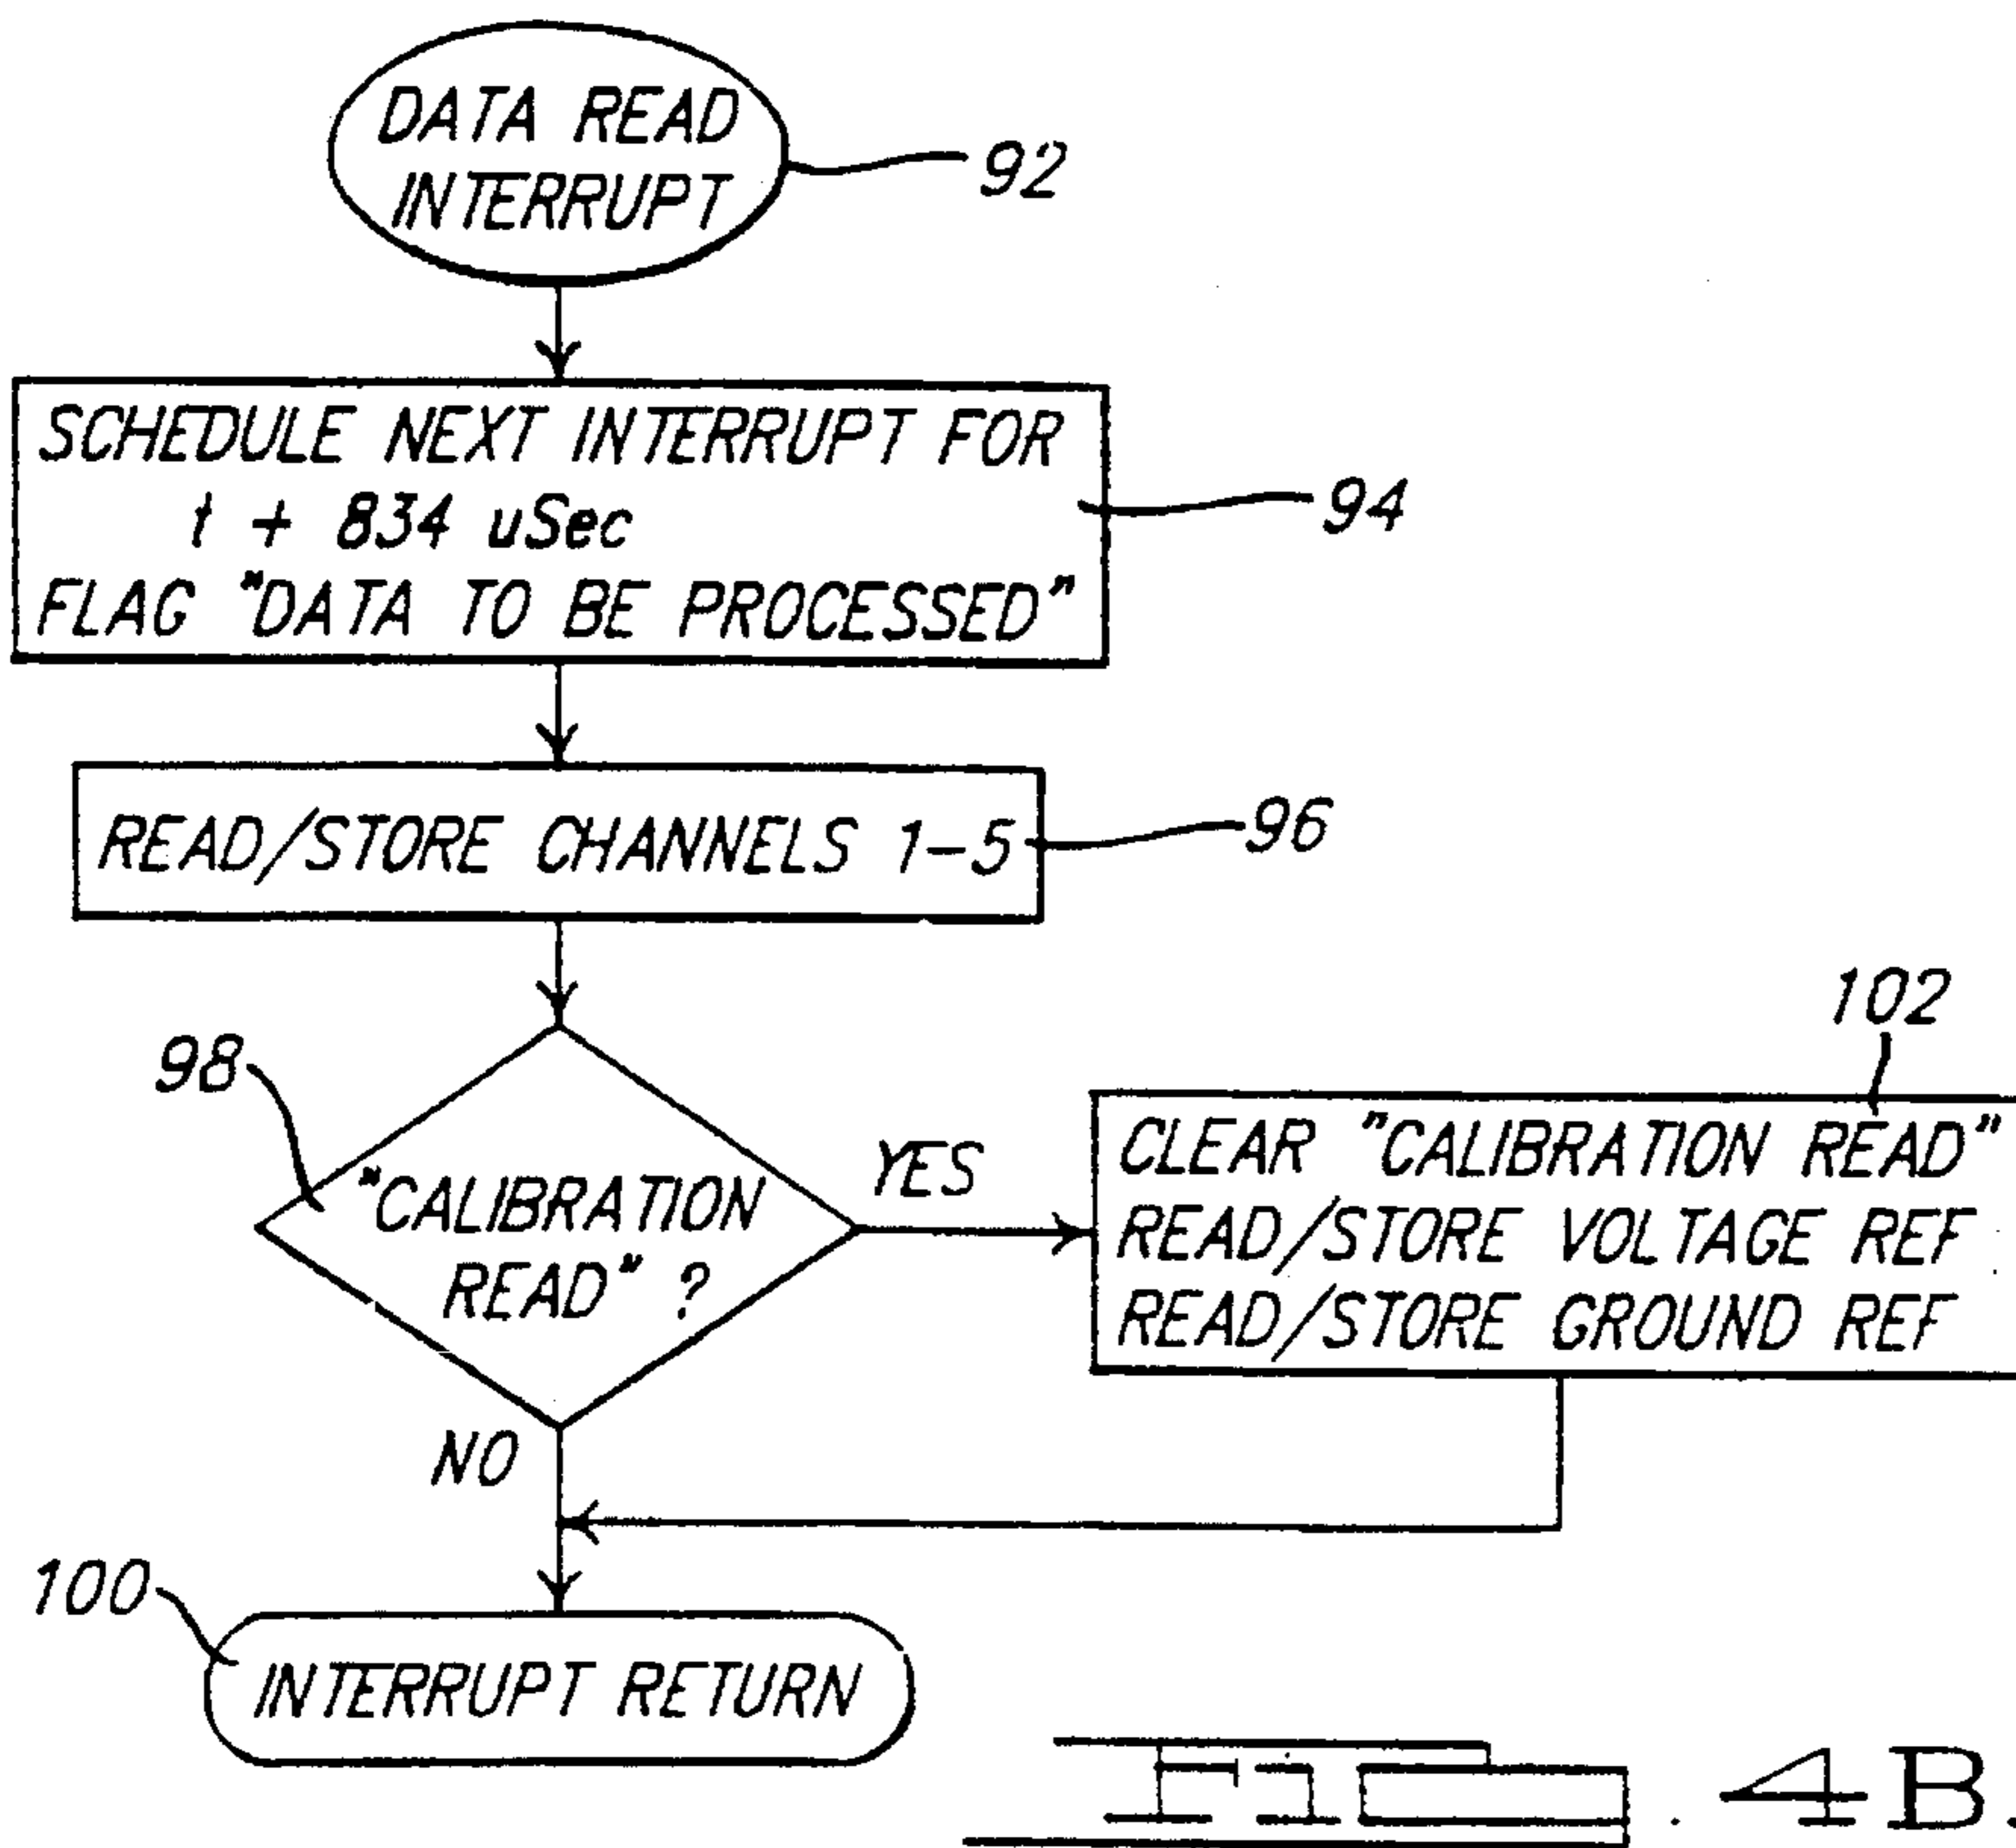 DATA READ
INTERRUPT
92
SCHEDULE NEXT INTERRUPT FOR
t + 834 uSec
FLAG "DATA TO BE PROCESSED"
94
READ/STORE CHANNELS 1-5
96
98
"CALIBRATION
READ" ?
YES
NO
102
CLEAR "CALIBRATION READ"
READ/STORE VOLTAGE REF
READ/STORE GROUND REF
100
INTERRUPT RETURN
FIG. 4B.